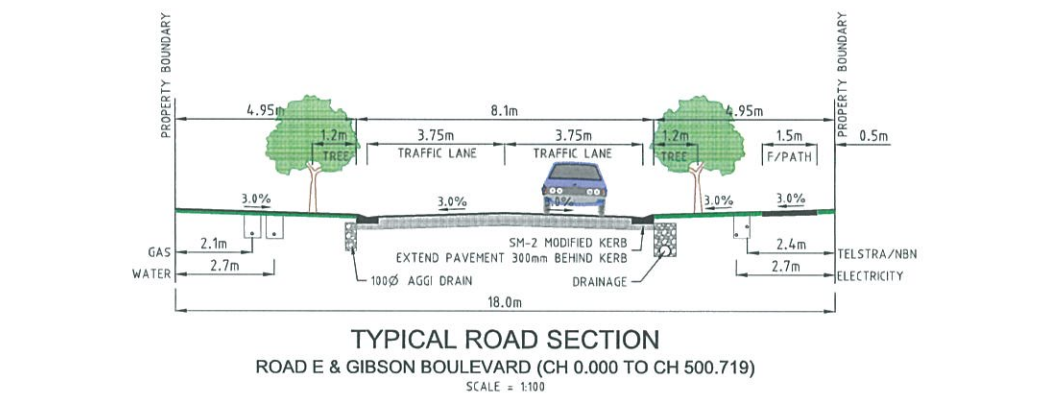 PROPERTY BOUNDARY
PROPERTY BOUNDARY
4.95m
8.1m
4.95m
1.2m
3.75m
3.75m
1.2m
1.5m
0.5m
TREE
TRAFFIC LANE
TRAFFIC LANE
TREE
F/PATH
3.0%
3.0%
3.0%
3.0%
GAS
2.1m
SM-2 MODIFIED KERB
2.4m
TELSTRA/NBN
EXTEND PAVEMENT 300mm BEHIND KERB
WATER
2.7m
100Ø AGGI DRAIN
DRAINAGE
2.7m
ELECTRICITY
18.0m
TYPICAL ROAD SECTION
ROAD E & GIBSON BOULEVARD (CH 0.000 TO CH 500.719)
SCALE = 1:100